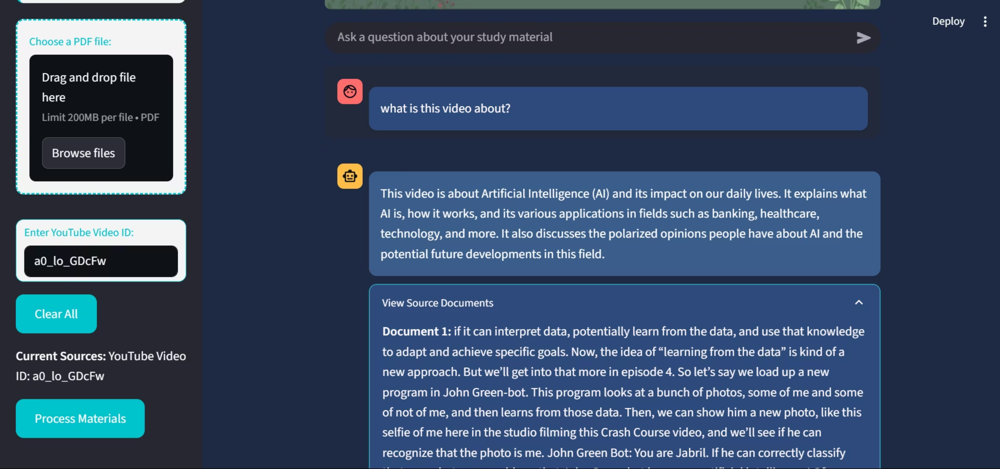 Choose a PDF file:
Drag and drop file
here
Limit 200MB per file • PDF
Browse files
Enter YouTube Video ID:
a0_lo_GDcFw
Clear All
Current Sources: YouTube Video
ID: a0_lo_GDcFw
Process Materials
Deploy
Ask a question about your study material
what is this video about?
This video is about Artificial Intelligence (AI) and its impact on our daily lives. It explains what
AI is, how it works, and its various applications in fields such as banking, healthcare,
technology, and more. It also discusses the polarized opinions people have about AI and the
potential future developments in this field.
View Source Documents
Document 1: if it can interpret data, potentially learn from the data, and use that knowledge
to adapt and achieve specific goals. Now, the idea of “learning from the data” is kind of a
new approach. But we’ll get into that more in episode 4. So let’s say we load up a new
program in John Green-bot. This program looks at a bunch of photos, some of me and some
of not of me, and then learns from those data. Then, we can show him a new photo, like this
selfie of me here in the studio filming this Crash Course video, and we’ll see if he can
recognize that the photo is me. John Green Bot: You are Jabril. If he can correctly classify